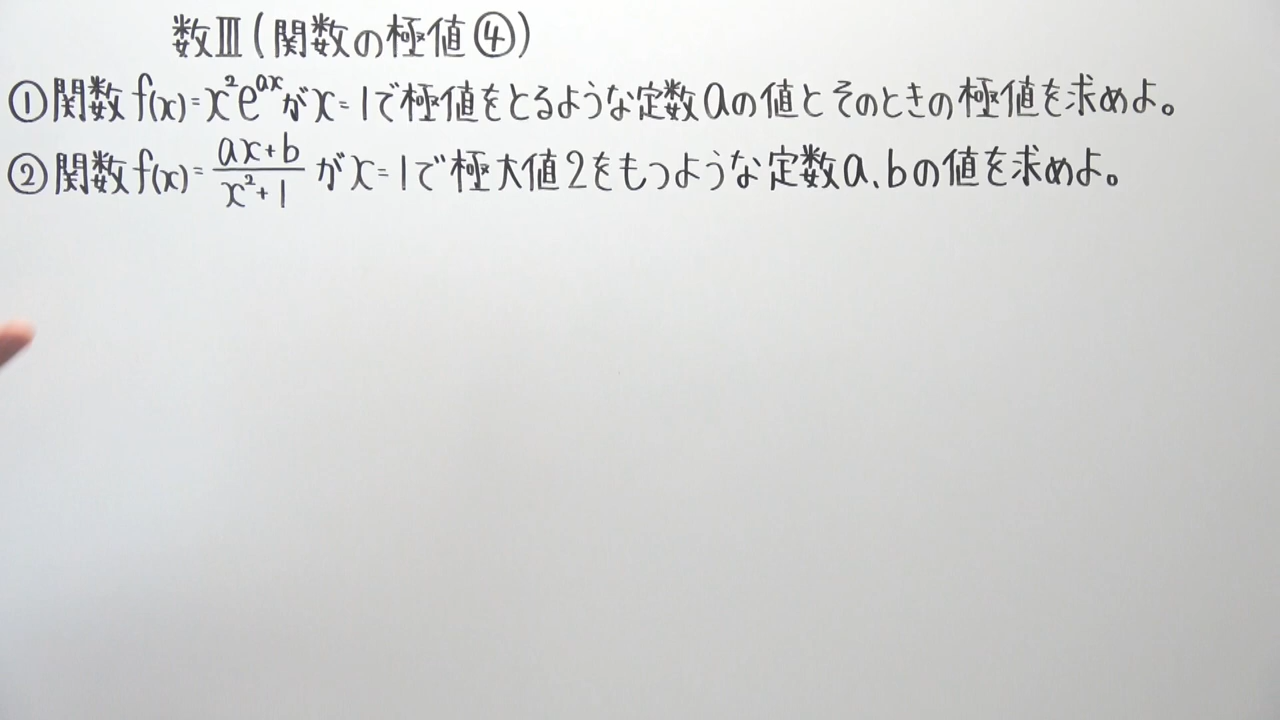 数Ⅲ(関数の極値④)
①関数f(x)=x²e^{ax}がx=1で極値をとるような定数aの値とそのときの極値を求めよ。
②関数f(x)=\frac{ax+b}{x²+1}がx=1で極大値2をもつような定数a、bの値を求めよ。